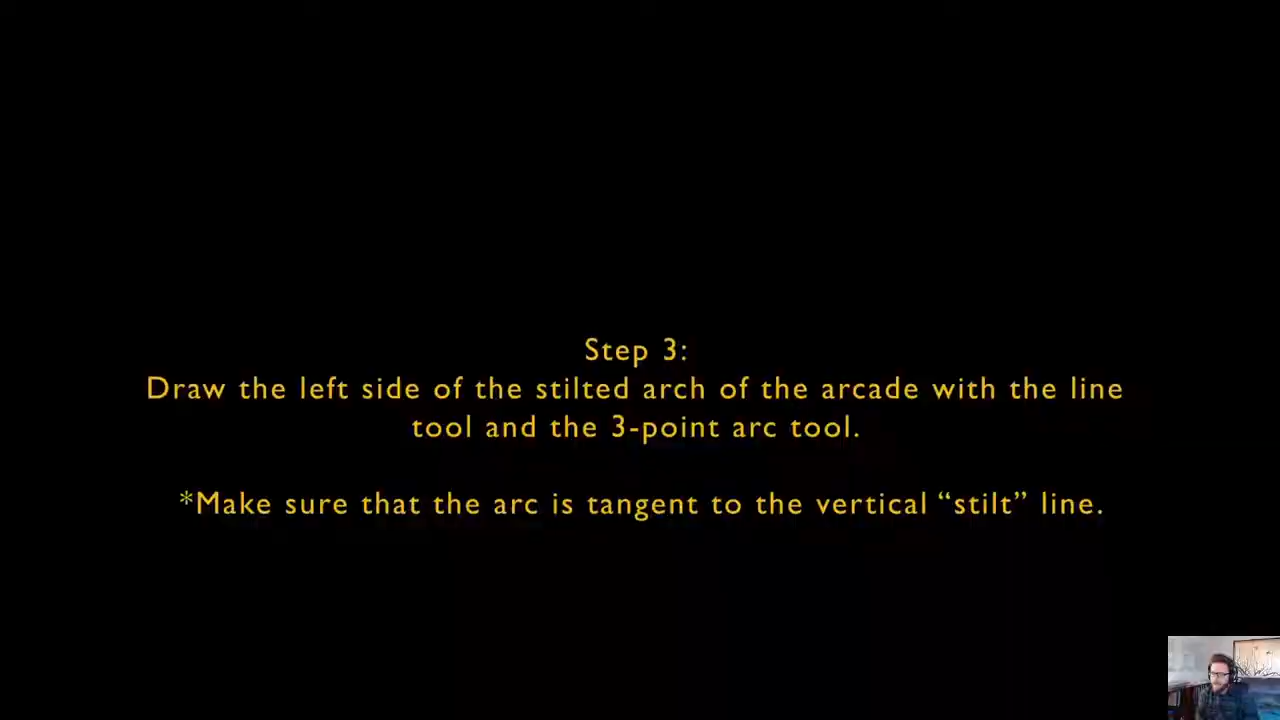 Step 3:
Draw the left side of the stilted arch of the arcade with the line
tool and the 3-point arc tool.
*Make sure that the arc is tangent to the vertical “stilt” line.